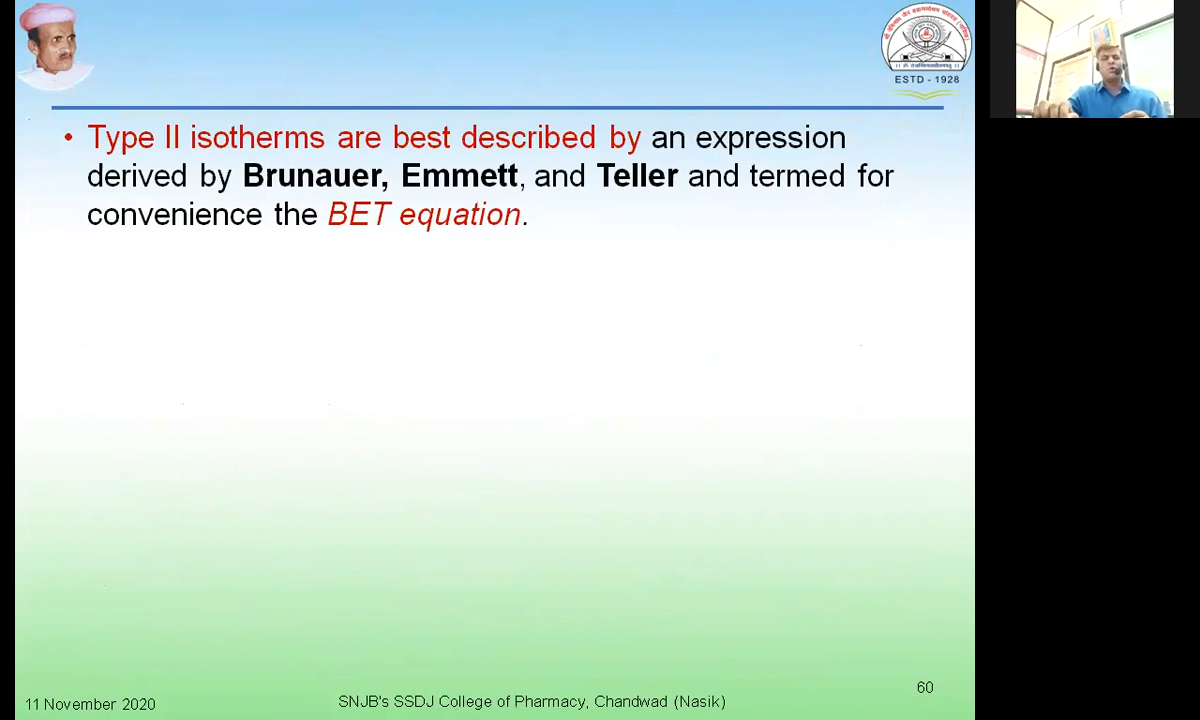 ESTD - 1928
• Type II isotherms are best described by an expression
derived by Brunauer, Emmett, and Teller and termed for
convenience the BET equation.
60
11 November 2020
SNJB's SSDJ College of Pharmacy, Chandwad (Nasik)